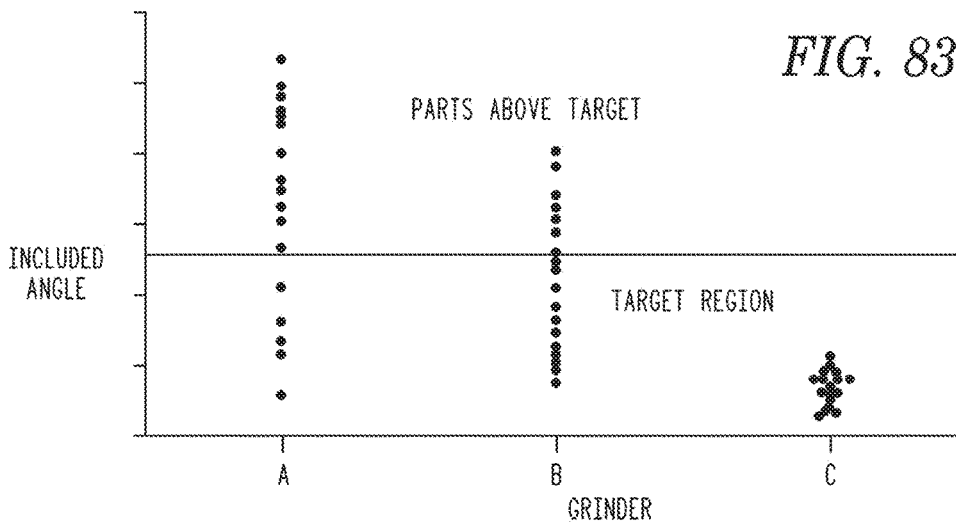 FIG. 83
PARTS ABOVE TARGET
INCLUDED
ANGLE
TARGET REGION
A
B
C
GRINDER